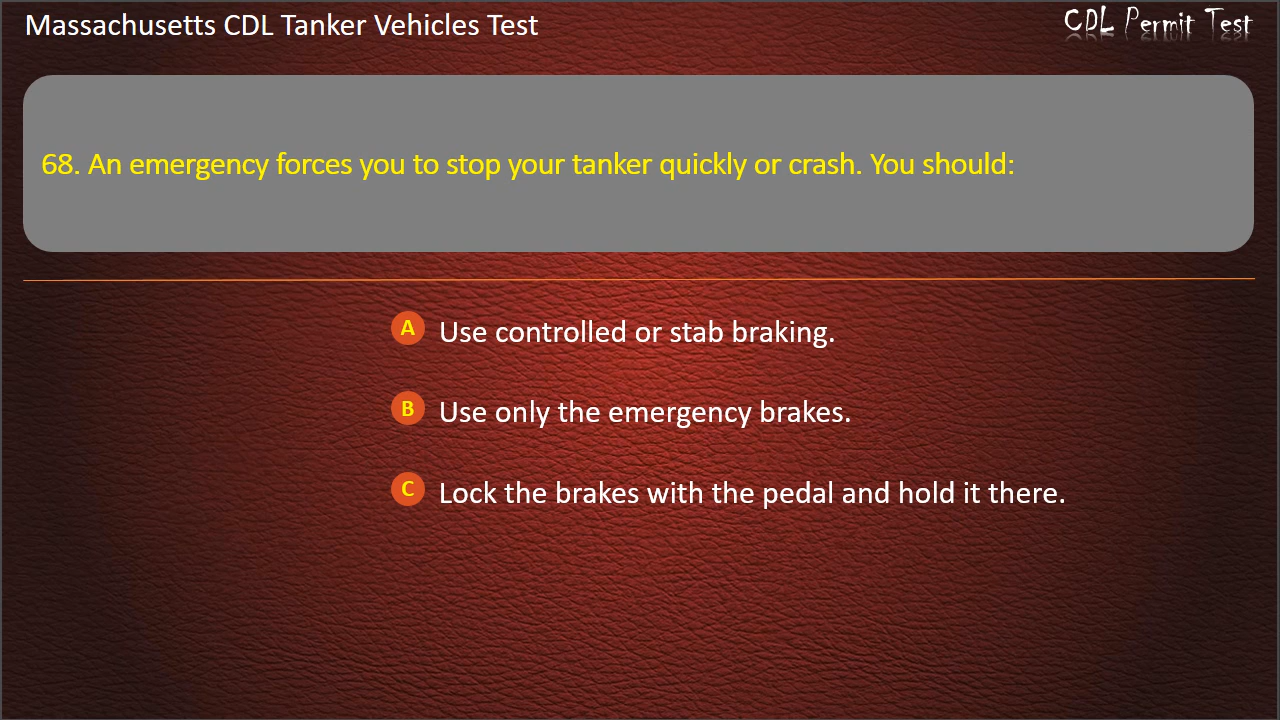 Massachusetts CDL Tanker Vehicles Test
CDL Permit Test
68. An emergency forces you to stop your tanker quickly or crash. You should:
A Use controlled or stab braking.
B Use only the emergency brakes.
C Lock the brakes with the pedal and hold it there.